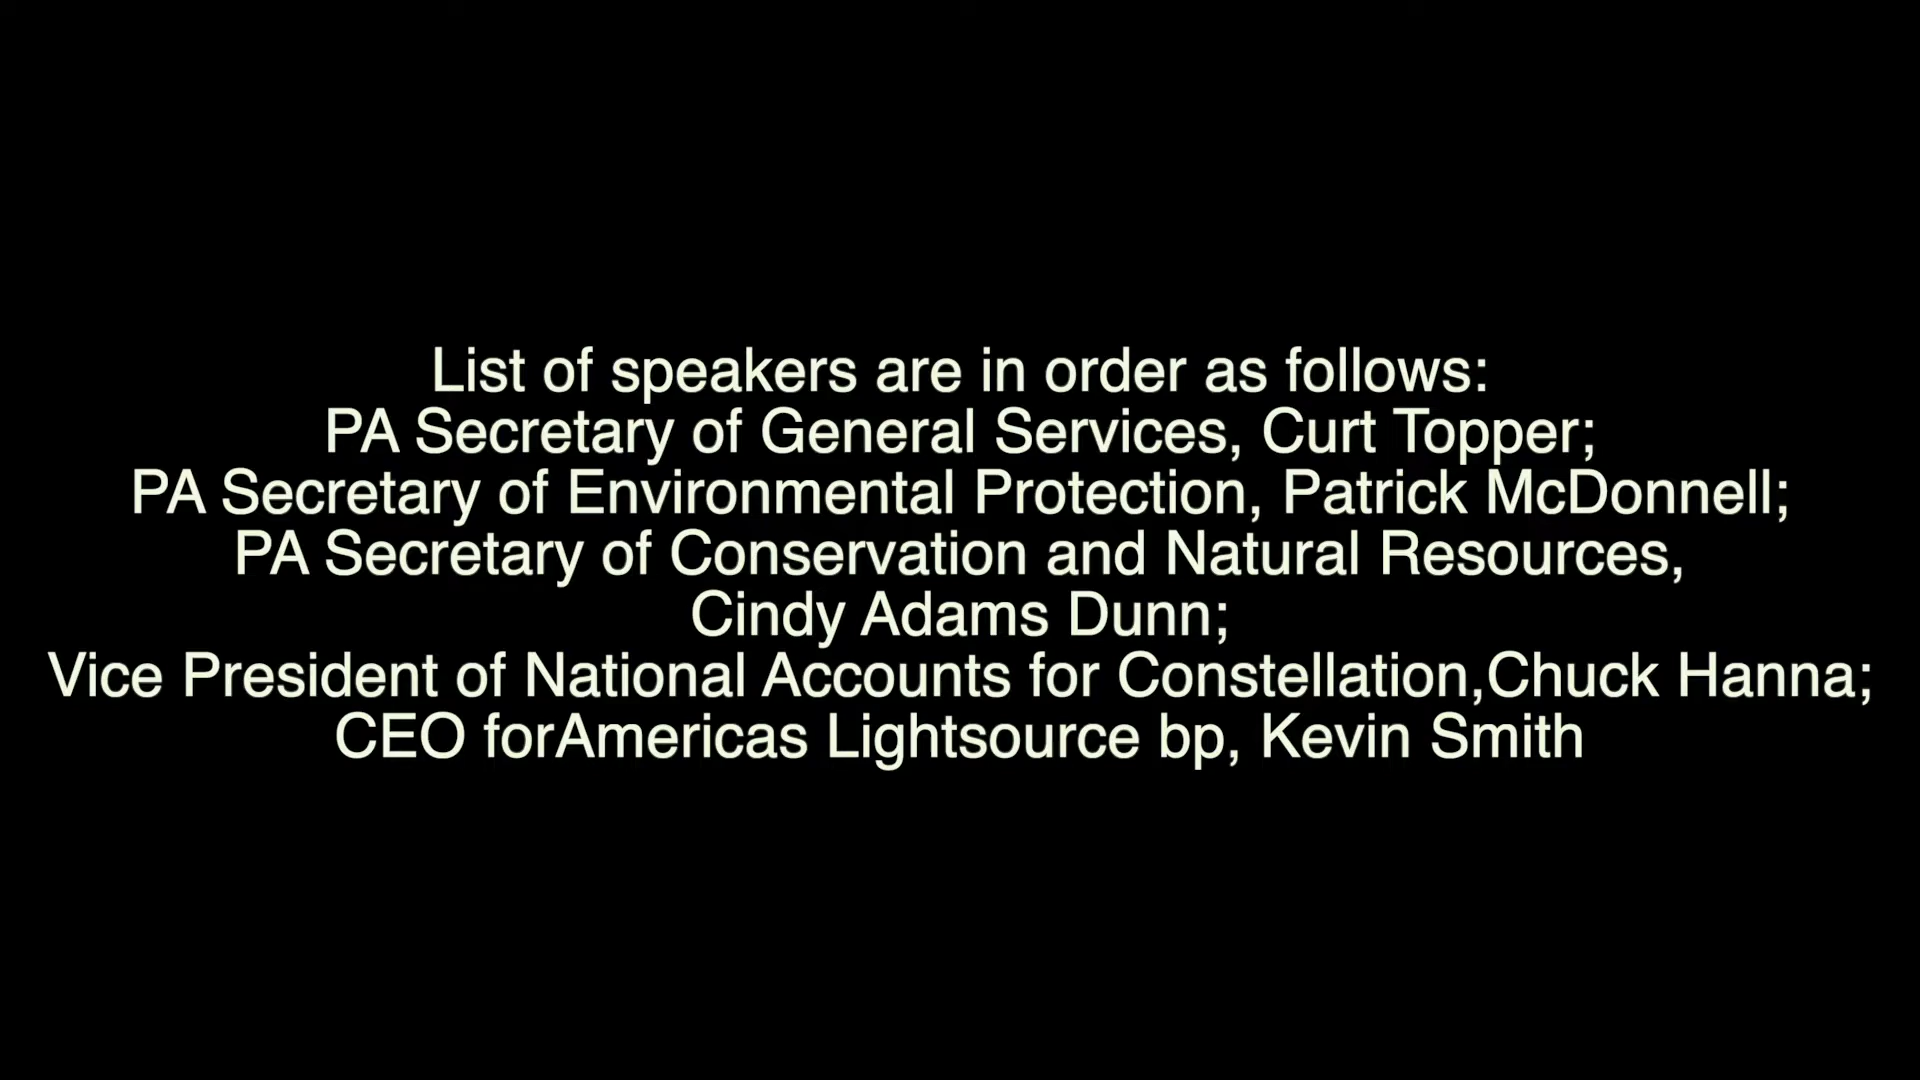 List of speakers are in order as follows:
PA Secretary of General Services, Curt Topper;
PA Secretary of Environmental Protection, Patrick McDonnell;
PA Secretary of Conservation and Natural Resources,
Cindy Adams Dunn;
Vice President of National Accounts for Constellation,Chuck Hanna;
CEO forAmericas Lightsource bp, Kevin Smith